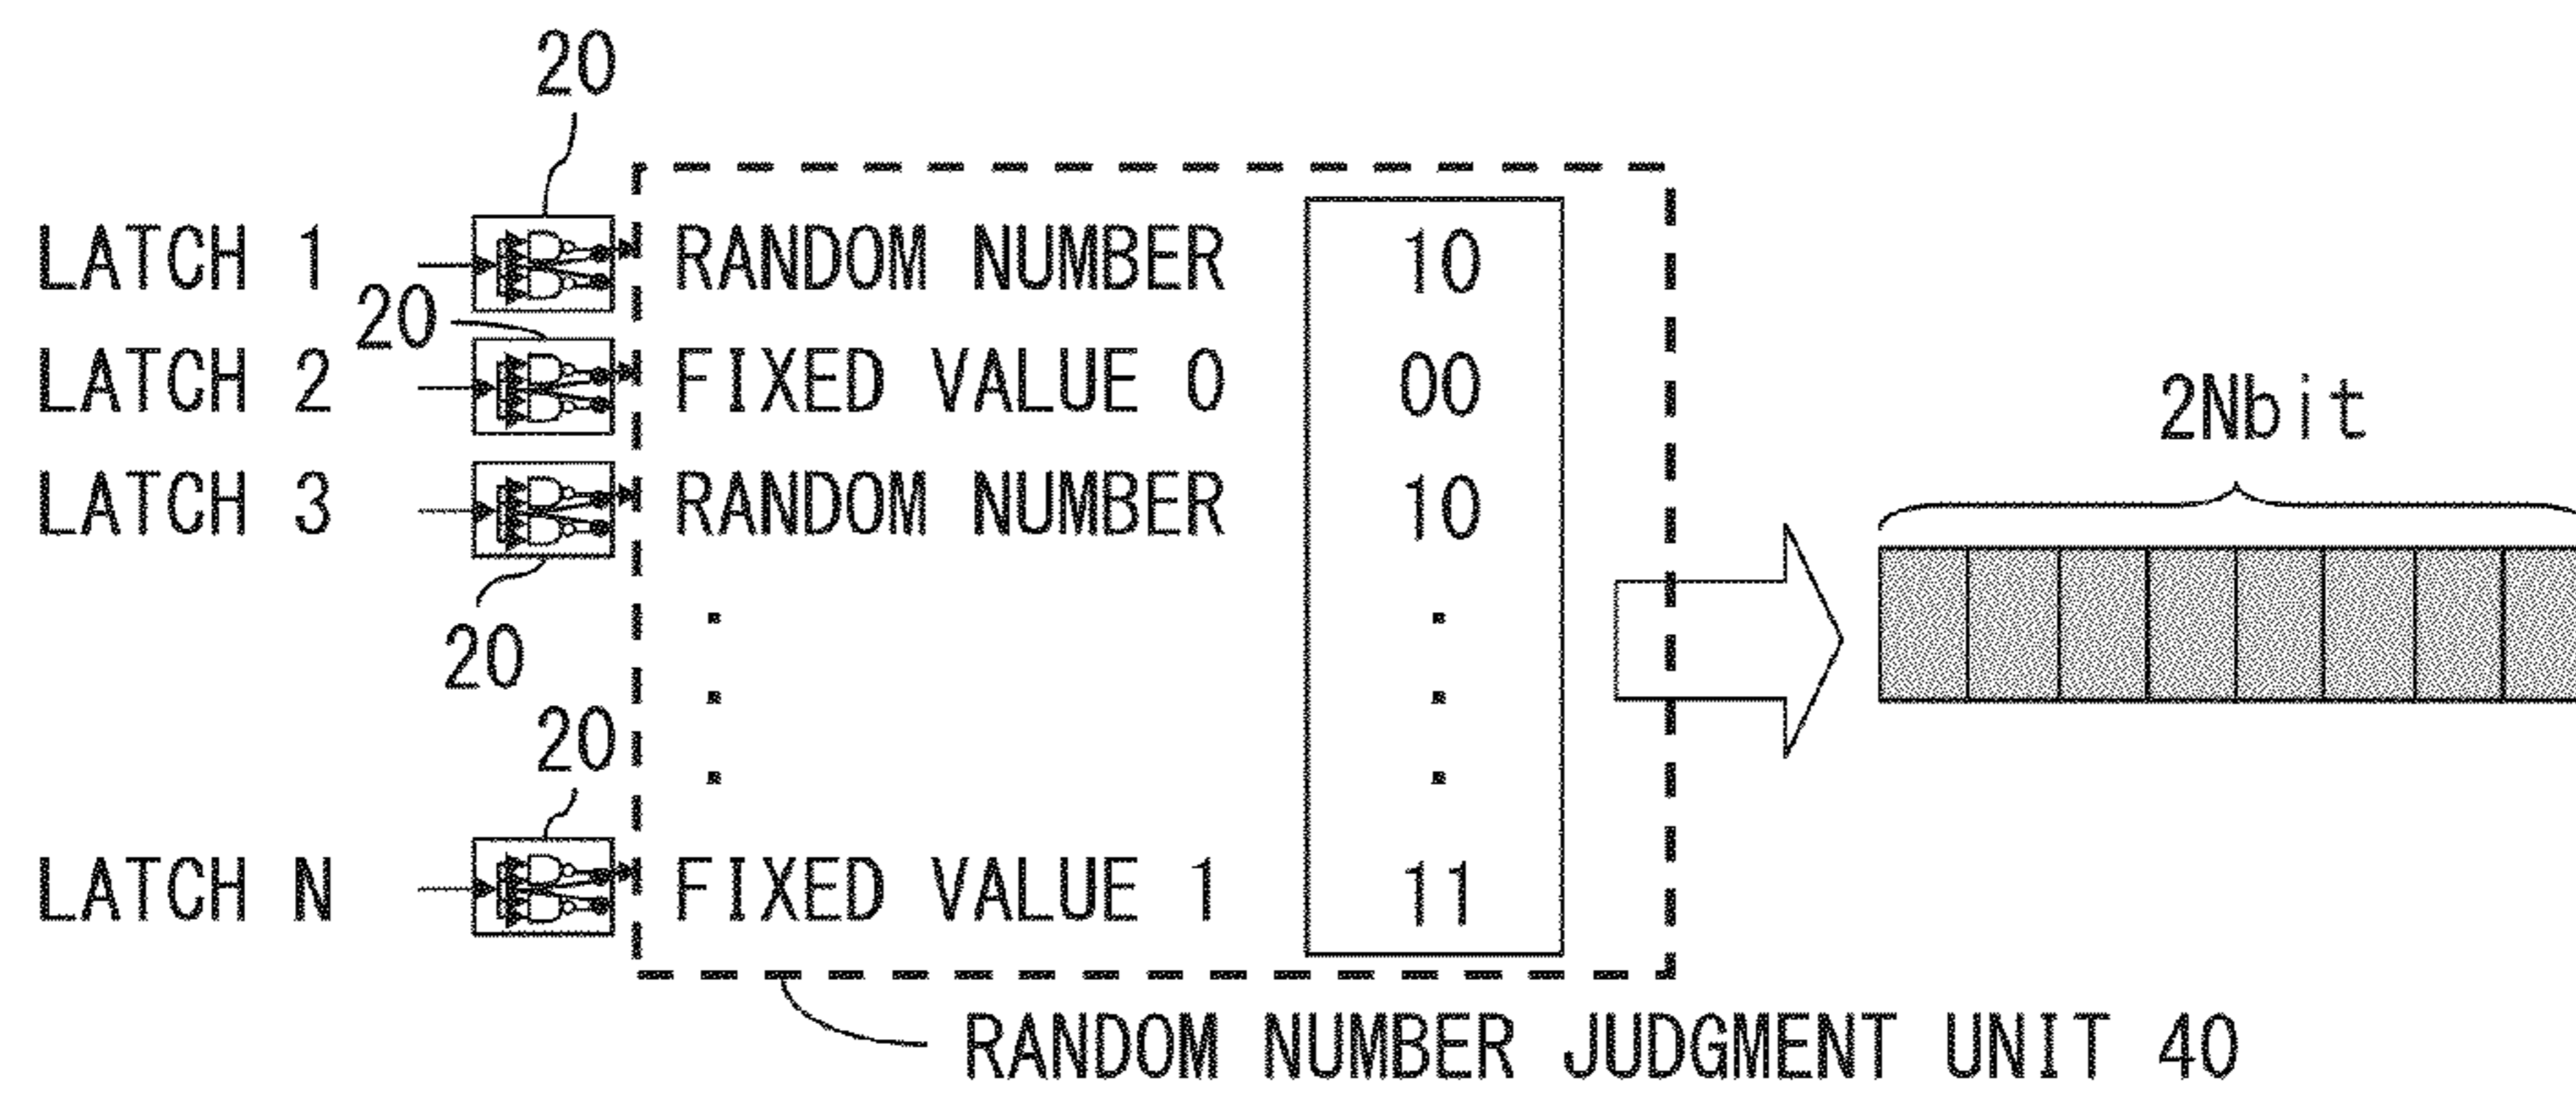 20
LATCH 1 RANDOM NUMBER 10
20
LATCH 2 FIXED VALUE 0 00
2Nbit
LATCH 3 RANDOM NUMBER 10
20
20
LATCH N FIXED VALUE 1 11
RANDOM NUMBER JUDGMENT UNIT 40